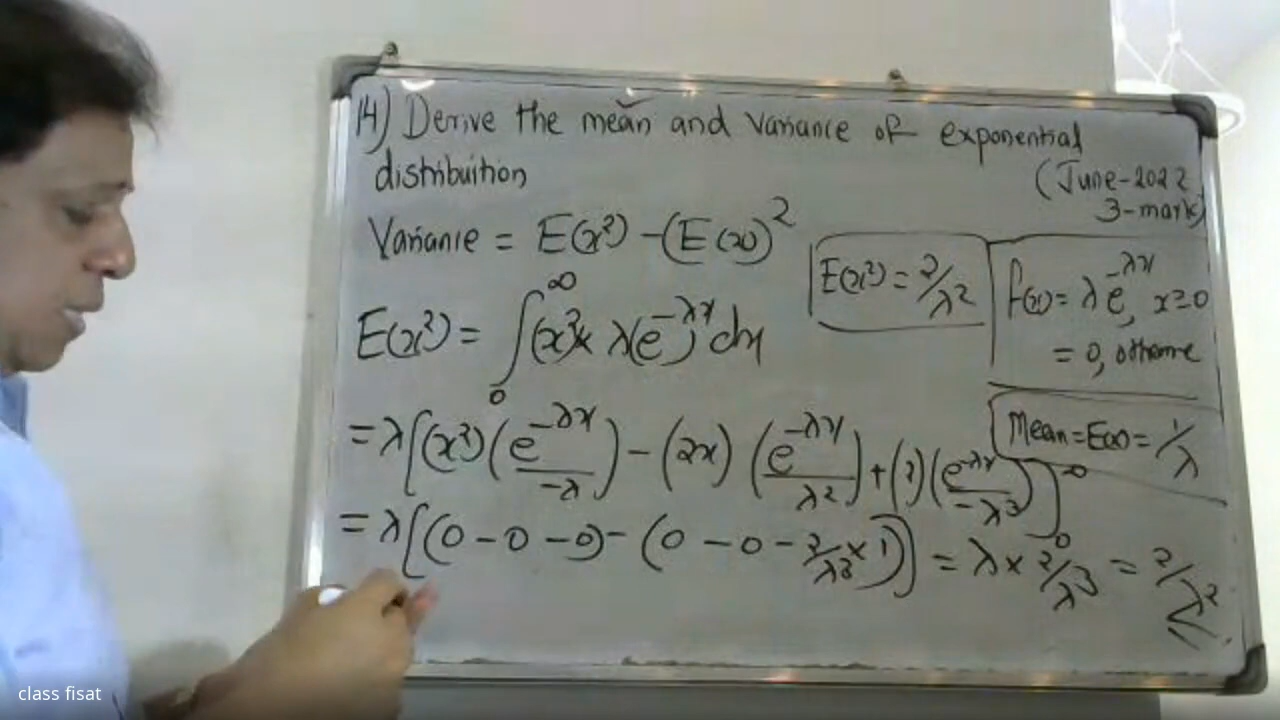 14) Derive the mean and variance of exponential
distribuition
(June-2022
3-mark)
Variance = E(x²) - (E(x))²
E(x²) = 2/λ²
f(x) = λ e^{-λx}, x≥0
= 0, otherwise
E(x²) = ∫₀^∞ (x²) × λ(e^{-λx}) dx
Mean = E(x) = 1/λ
= λ[(x²)(e^{-λx}/-λ) - (2x)(e^{-λx}/λ²) + (2)(e^{-λx}/-λ³)]₀^∞
= λ[(0 - 0 - 0) - (0 - 0 - 2/λ³ × 1)] = λ × 2/λ³ = 2/λ²
class fisat